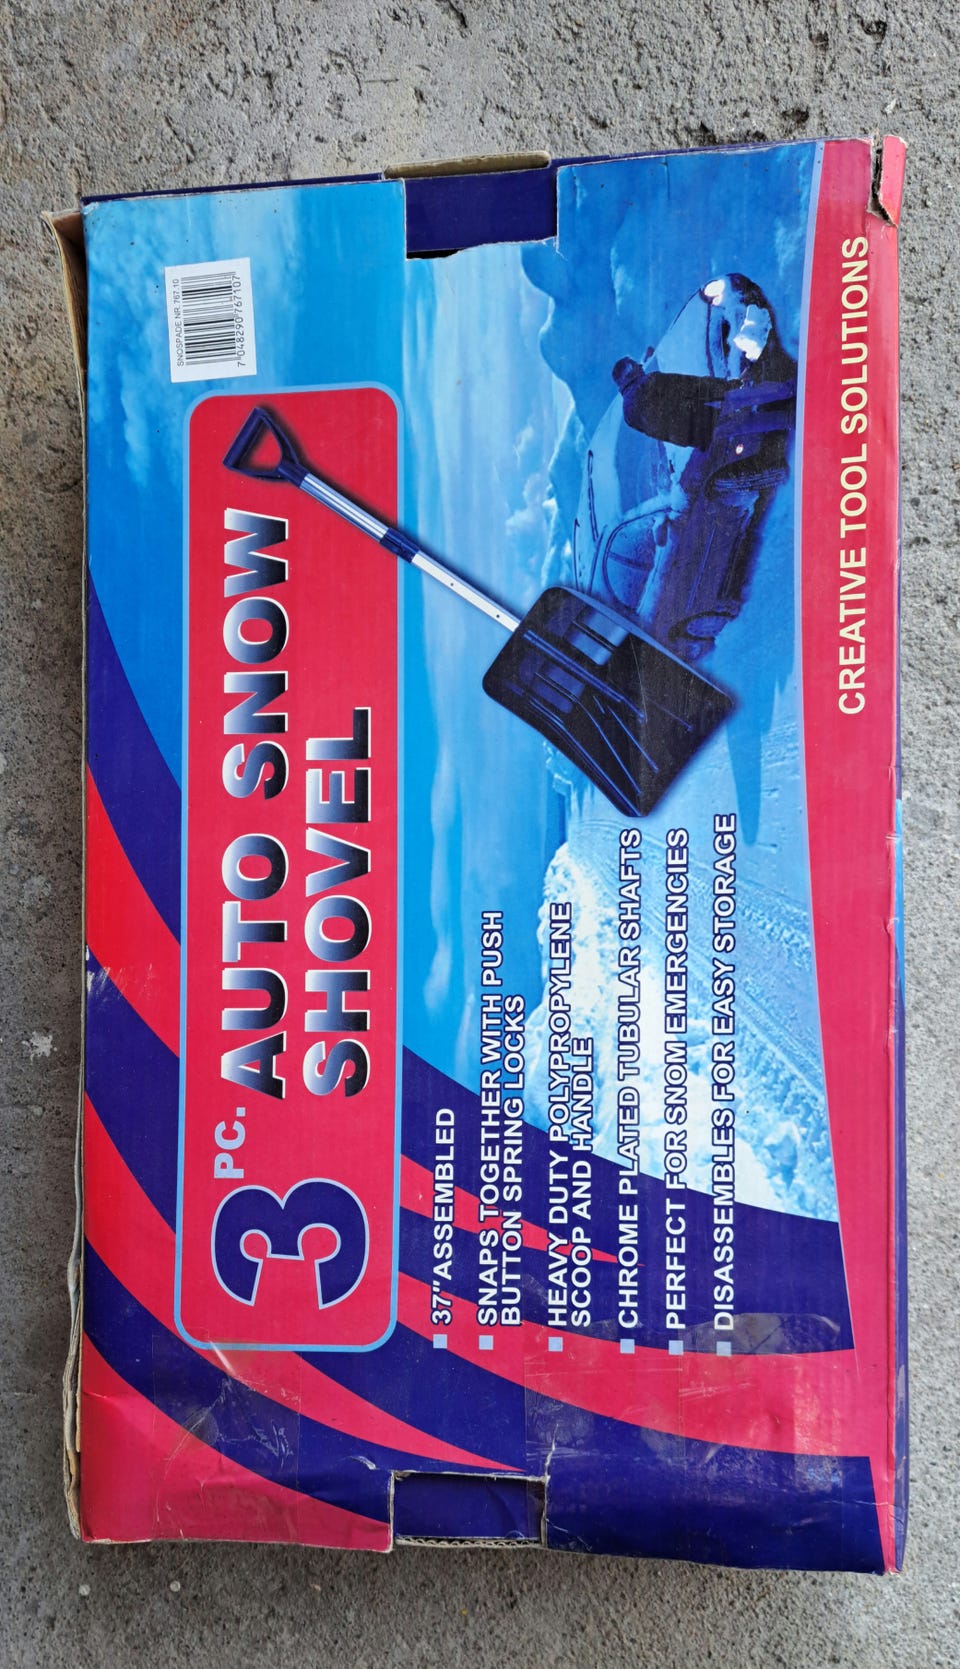 SNOSPADE NR. 767.10
7 048290 767107
3 PC. AUTO SNOW
SHOVEL
37" ASSEMBLED
SNAPS TOGETHER WITH PUSH
BUTTON SPRING LOCKS
HEAVY DUTY POLYPROPYLENE
SCOOP AND HANDLE
CHROME PLATED TUBULAR SHAFTS
PERFECT FOR SNOM EMERGENCIES
DISASSEMBLES FOR EASY STORAGE
CREATIVE TOOL SOLUTIONS